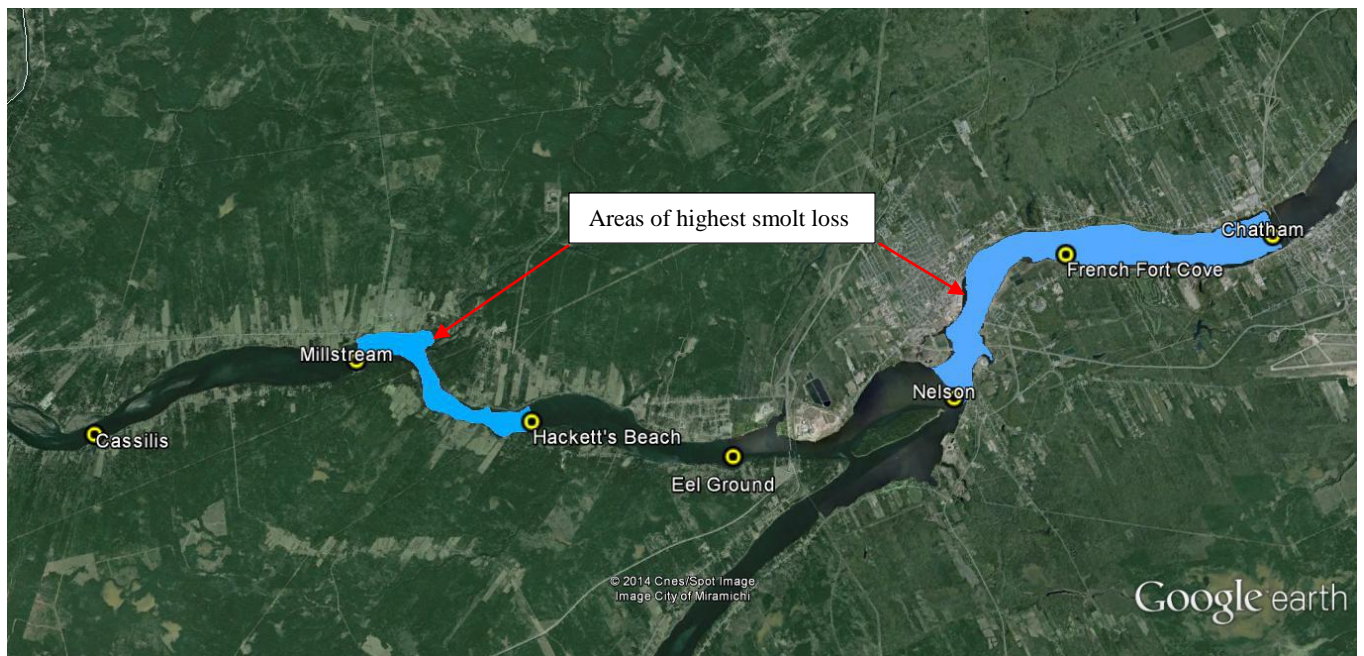 Areas of highest smolt loss
Chatham
French Fort Cove
Millstream
Nelson
Cassilis
Hackett's Beach
Eel Ground
© 2014 Cnes/Spot Image
Image City of Miramichi
Google earth